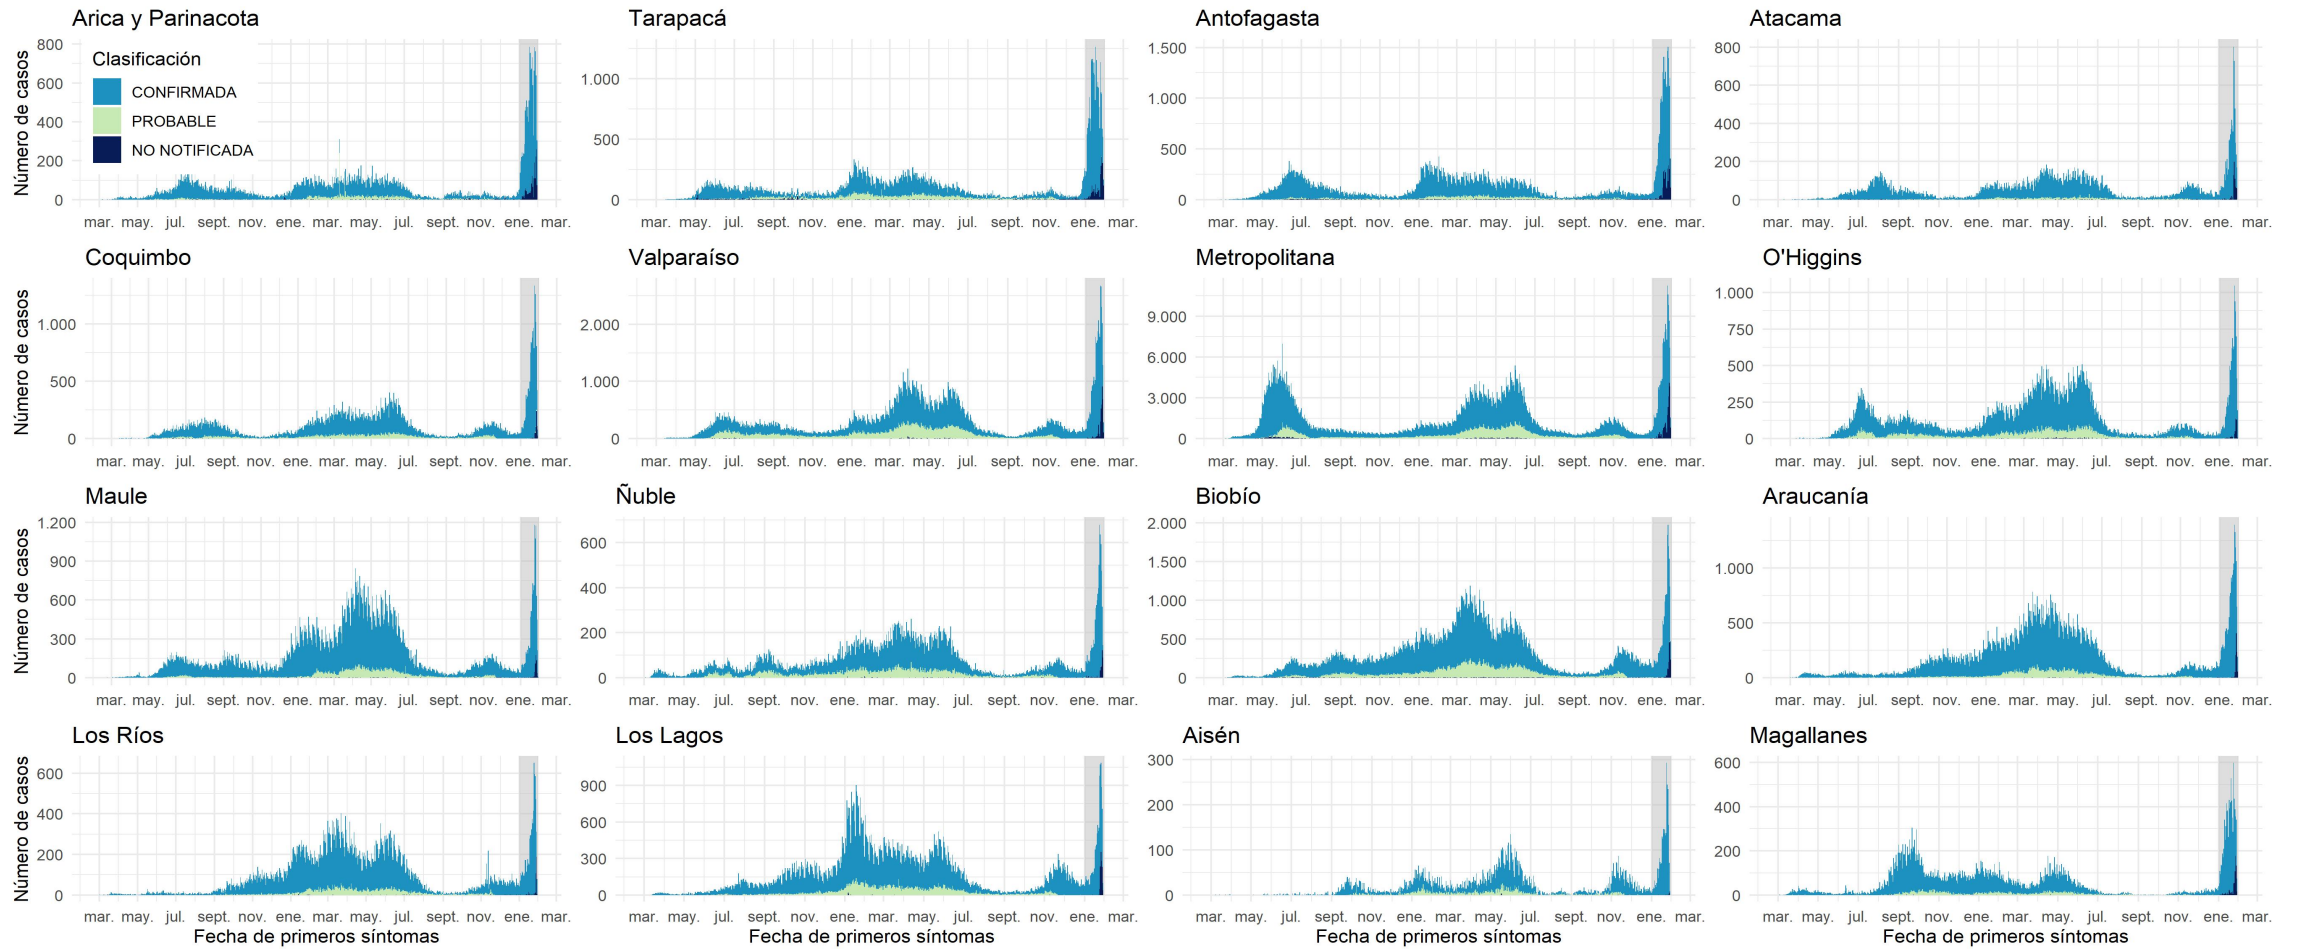 Arica y Parinacota
Número de casos
800
600
400
200
0
Clasificación
CONFIRMADA
PROBABLE
NO NOTIFICADA
mar. may. jul. sept. nov. ene. mar. may. jul. sept. nov. ene. mar.
Tarapacá
1.000
500
0
mar. may. jul. sept. nov. ene. mar. may. jul. sept. nov. ene. mar.
Antofagasta
1.500
1.000
500
0
mar. may. jul. sept. nov. ene. mar. may. jul. sept. nov. ene. mar.
Atacama
800
600
400
200
0
mar. may. jul. sept. nov. ene. mar. may. jul. sept. nov. ene. mar.
Coquimbo
Número de casos
1.000
500
0
mar. may. jul. sept. nov. ene. mar. may. jul. sept. nov. ene. mar.
Valparaíso
2.000
1.000
0
mar. may. jul. sept. nov. ene. mar. may. jul. sept. nov. ene. mar.
Metropolitana
9.000
6.000
3.000
0
mar. may. jul. sept. nov. ene. mar. may. jul. sept. nov. ene. mar.
O'Higgins
1.000
750
500
250
0
mar. may. jul. sept. nov. ene. mar. may. jul. sept. nov. ene. mar.
Maule
Número de casos
1.200
900
600
300
0
mar. may. jul. sept. nov. ene. mar. may. jul. sept. nov. ene. mar.
Ñuble
600
400
200
0
mar. may. jul. sept. nov. ene. mar. may. jul. sept. nov. ene. mar.
Biobío
2.000
1.500
1.000
500
0
mar. may. jul. sept. nov. ene. mar. may. jul. sept. nov. ene. mar.
Araucanía
1.000
500
0
mar. may. jul. sept. nov. ene. mar. may. jul. sept. nov. ene. mar.
Los Ríos
Número de casos
600
400
200
0
mar. may. jul. sept. nov. ene. mar. may. jul. sept. nov. ene. mar.
Fecha de primeros síntomas
Los Lagos
900
600
300
0
mar. may. jul. sept. nov. ene. mar. may. jul. sept. nov. ene. mar.
Fecha de primeros síntomas
Aisén
300
200
100
0
mar. may. jul. sept. nov. ene. mar. may. jul. sept. nov. ene. mar.
Fecha de primeros síntomas
Magallanes
600
400
200
0
mar. may. jul. sept. nov. ene. mar. may. jul. sept. nov. ene. mar.
Fecha de primeros síntomas